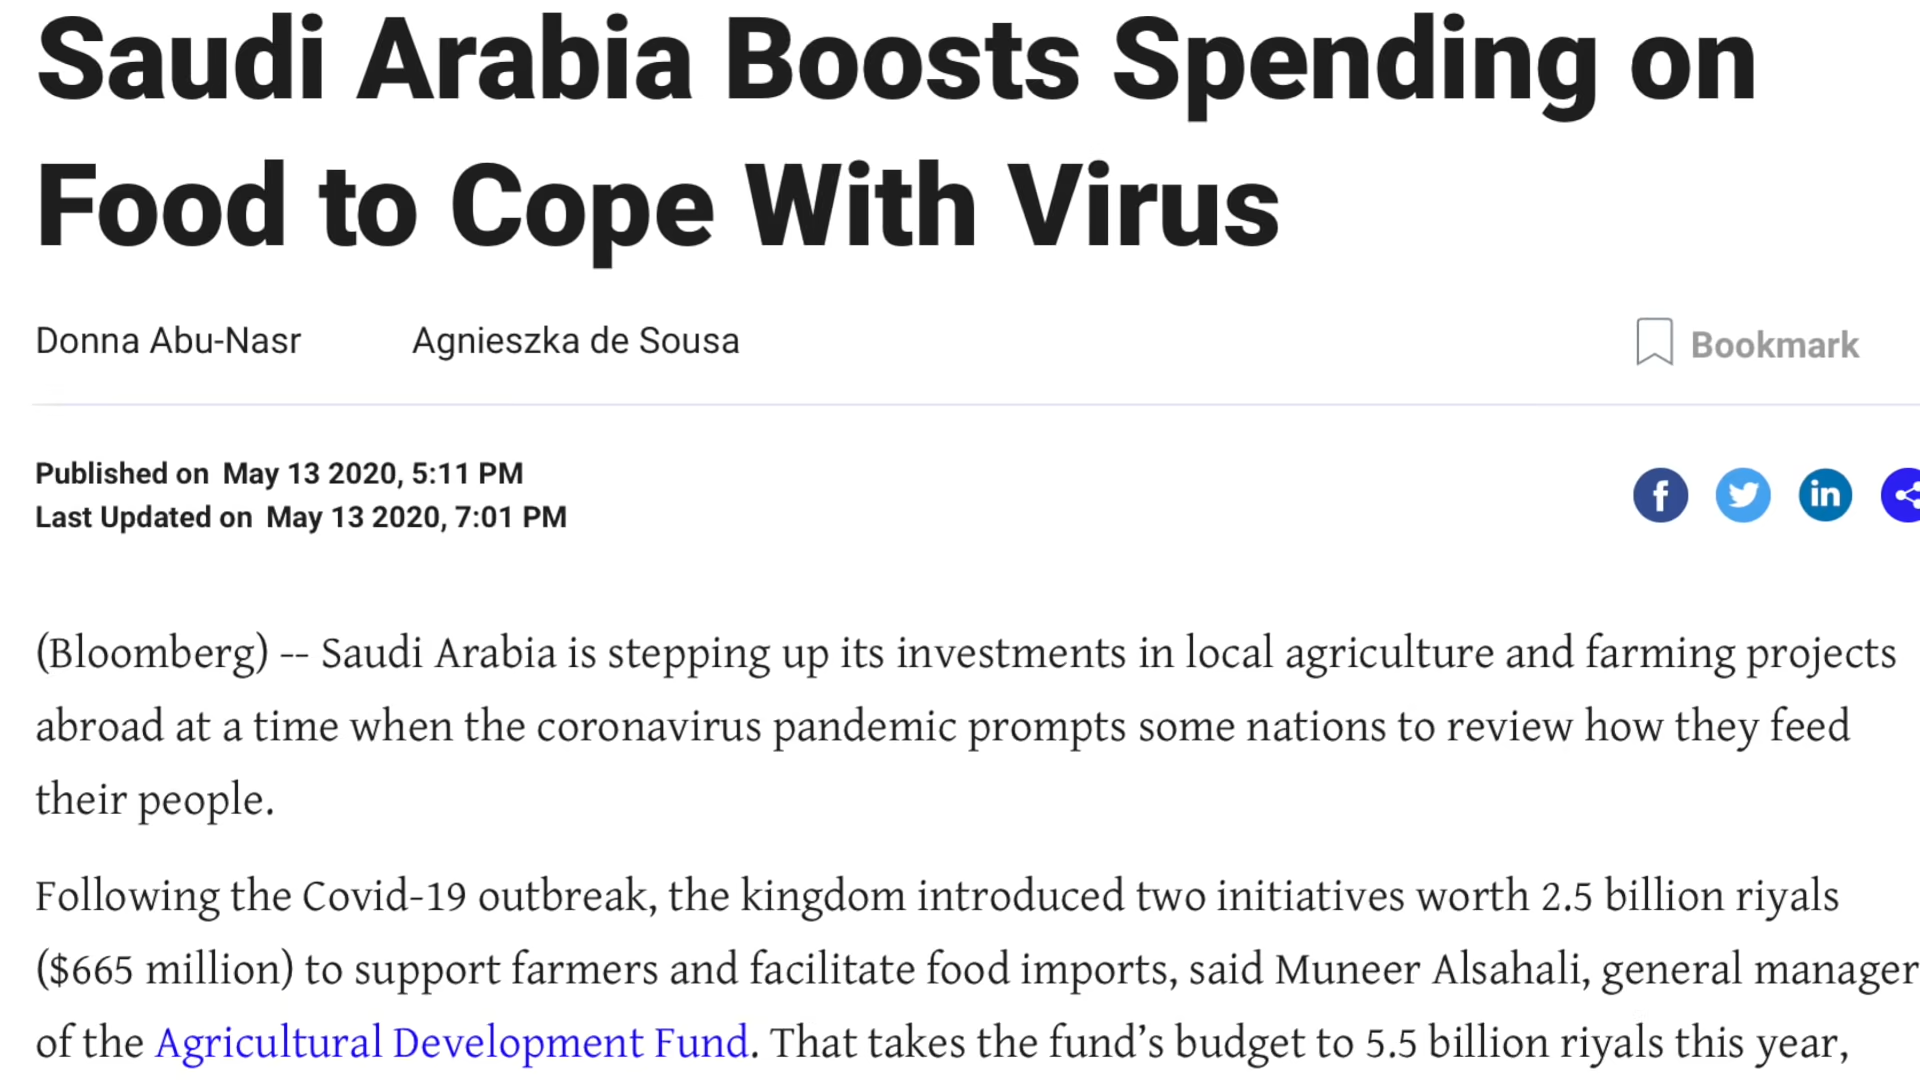 Saudi Arabia Boosts Spending on
Food to Cope With Virus
Donna Abu-Nasr Agnieszka de Sousa
Bookmark
Published on May 13 2020, 5:11 PM
Last Updated on May 13 2020, 7:01 PM
f in
(Bloomberg) -- Saudi Arabia is stepping up its investments in local agriculture and farming projects
abroad at a time when the coronavirus pandemic prompts some nations to review how they feed
their people.
Following the Covid-19 outbreak, the kingdom introduced two initiatives worth 2.5 billion riyals
($665 million) to support farmers and facilitate food imports, said Muneer Alsahali, general manager
of the Agricultural Development Fund. That takes the fund’s budget to 5.5 billion riyals this year,